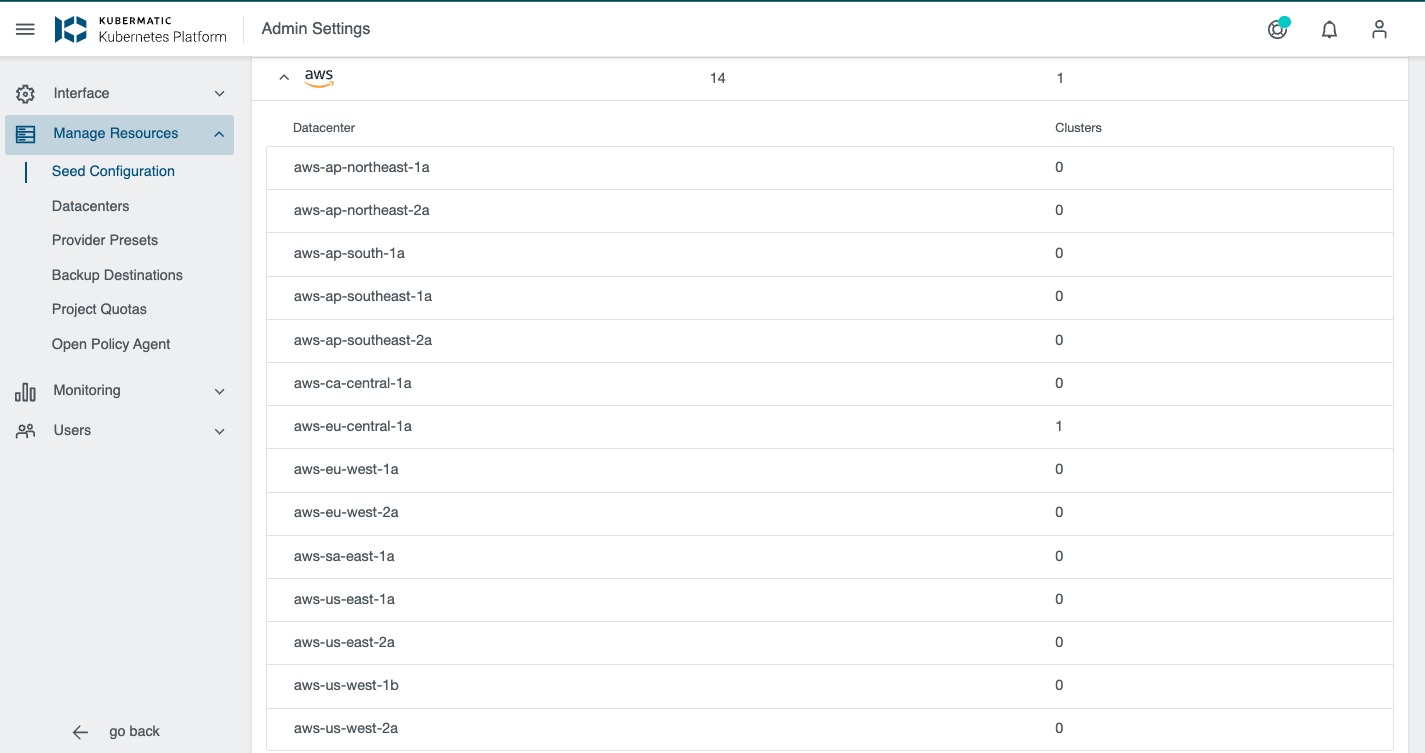 KUBERMATIC
Kubernetes Platform
Admin Settings
Interface
Manage Resources
Seed Configuration
Datacenters
Provider Presets
Backup Destinations
Project Quotas
Open Policy Agent
Monitoring
Users
go back
aws 14 1
Datacenter Clusters
aws-ap-northeast-1a 0
aws-ap-northeast-2a 0
aws-ap-south-1a 0
aws-ap-southeast-1a 0
aws-ap-southeast-2a 0
aws-ca-central-1a 0
aws-eu-central-1a 1
aws-eu-west-1a 0
aws-eu-west-2a 0
aws-sa-east-1a 0
aws-us-east-1a 0
aws-us-east-2a 0
aws-us-west-1b 0
aws-us-west-2a 0